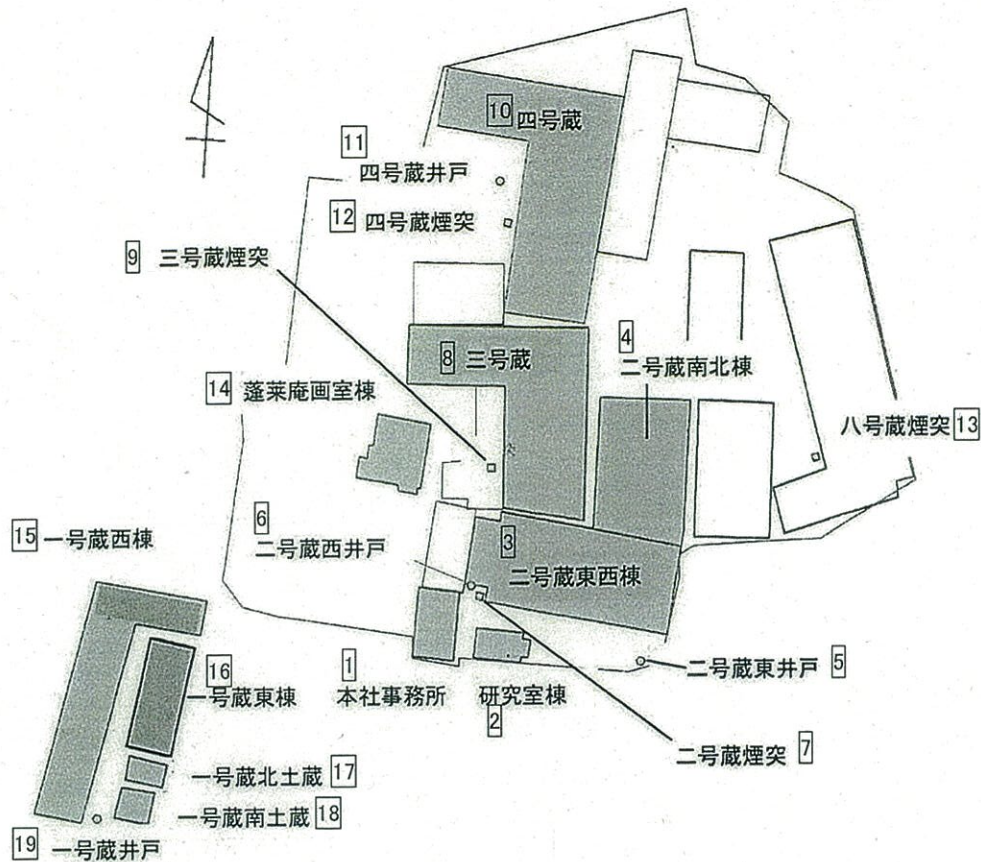 10 四号蔵
11
四号蔵井戸
12 四号蔵煙突
9 三号蔵煙突
8 三号蔵
4
二号蔵南北棟
14 蓬莱庵画室棟
八号蔵煙突 13
6
二号蔵西井戸
3
二号蔵東西棟
15 一号蔵西棟
16
一号蔵東棟
1
本社事務所
研究室棟
2
二号蔵東井戸 5
二号蔵煙突 7
一号蔵北土蔵 17
一号蔵南土蔵 18
19 一号蔵井戸